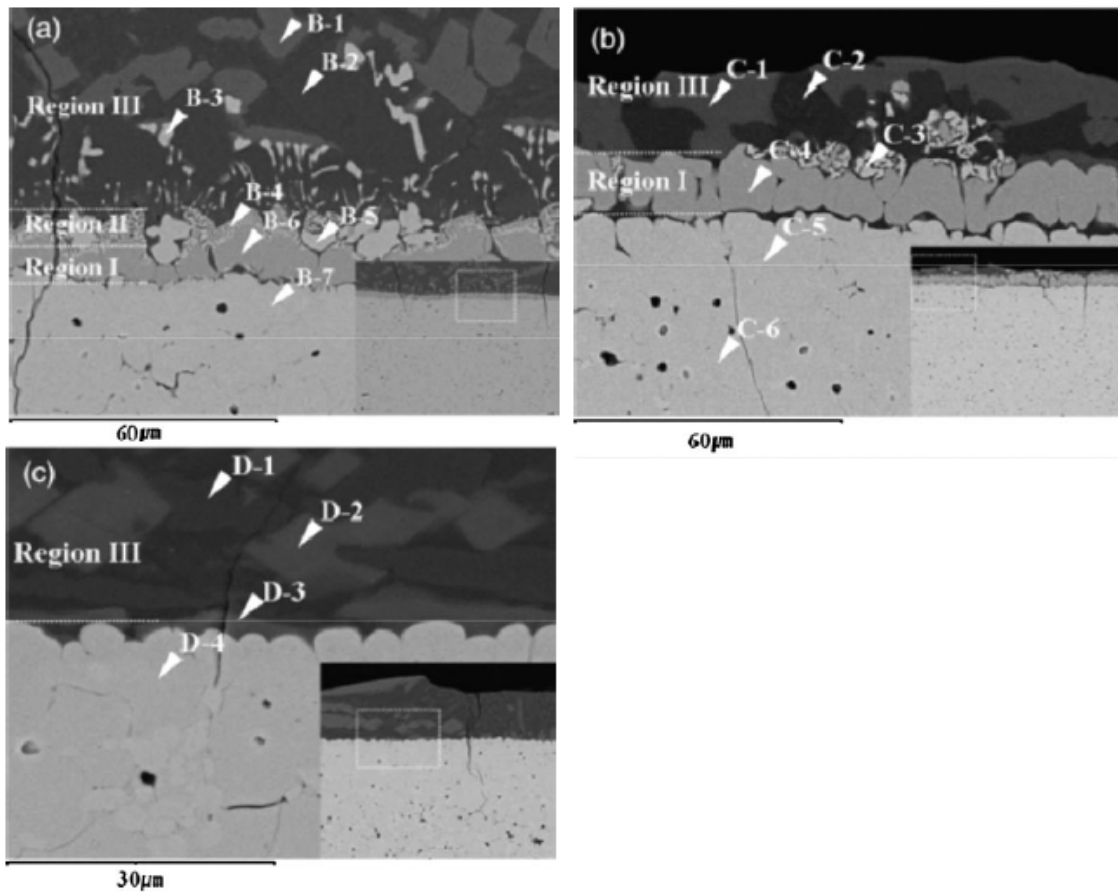 (a)
B-1
B-2
B-3
Region III
B-4
Region II
B-6
B-5
Region I
B-7
60µm
(b)
C-1
C-2
Region III
C-3
C-4
Region I
C-5
C-6
60µm
(c)
D-1
D-2
Region III
D-3
D-4
30µm